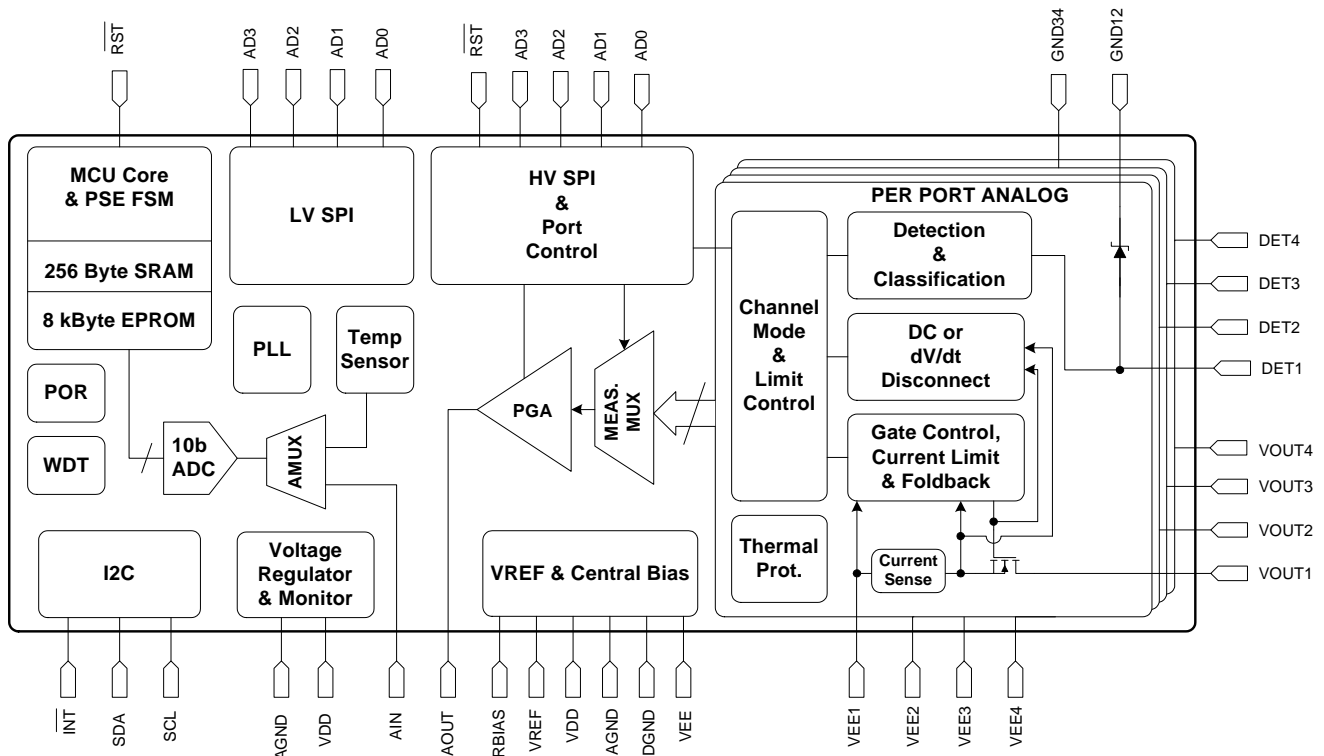 RST
AD3
AD2
AD1
AD0
RST
AD3
AD2
AD1
AD0
GND34
GND12
MCU Core
& PSE FSM
256 Byte SRAM
8 kByte EPROM
LV SPI
HV SPI
&
Port
Control
PER PORT ANALOG
Detection
&
Classification
Channel
Mode
&
Limit
Control
DC or
dV/dt
Disconnect
Gate Control,
Current Limit
& Foldback
Thermal
Prot.
Current
Sense
PLL
Temp
Sensor
POR
WDT
10b
ADC
AMUX
PGA
MEAS.
MUX
I2C
Voltage
Regulator
& Monitor
VREF & Central Bias
DET4
DET3
DET2
DET1
VOUT4
VOUT3
VOUT2
VOUT1
INT
SDA
SCL
AGND
VDD
AIN
AOUT
RBIAS
VREF
VDD
AGND
DGND
VEE
VEE1
VEE2
VEE3
VEE4